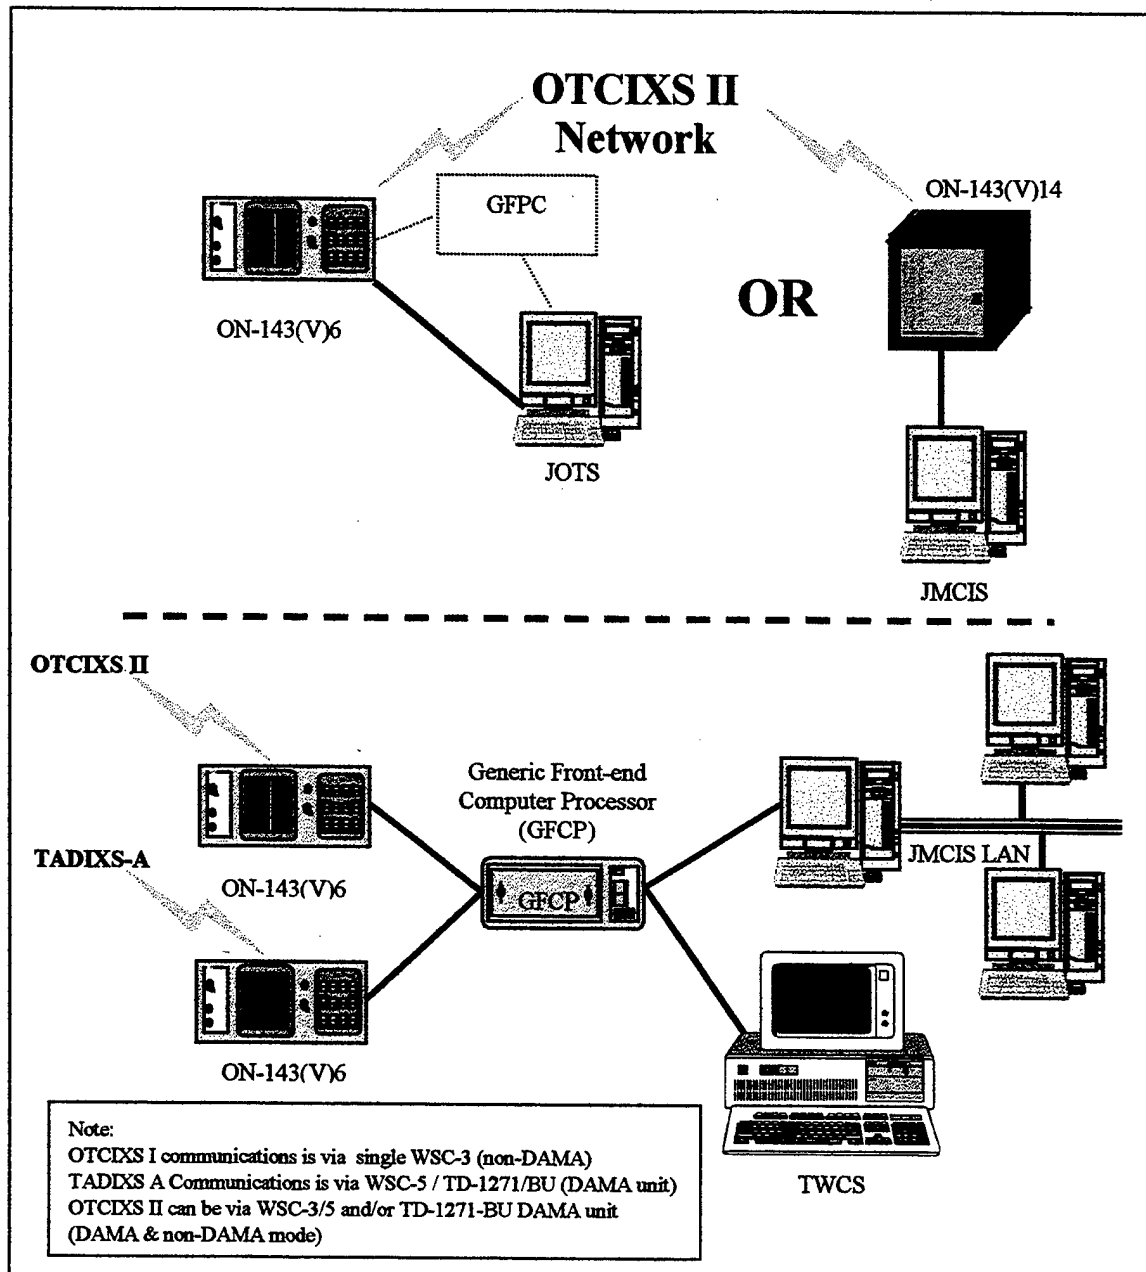 OTCIXS II
Network
ON-143(V)14
GFPC
OR
ON-143(V)6
JOTS
JMCIS
OTCIXS II
Generic Front-end
Computer Processor
(GFCP)
TADIXS-A
ON-143(V)6
GFCP
JMCIS LAN
ON-143(V)6
TWCS
Note:
OTCIXS I communications is via single WSC-3 (non-DAMA)
TADIXS A Communications is via WSC-5 / TD-1271/BU (DAMA unit)
OTCIXS II can be via WSC-3/5 and/or TD-1271-BU DAMA unit
(DAMA & non-DAMA mode)